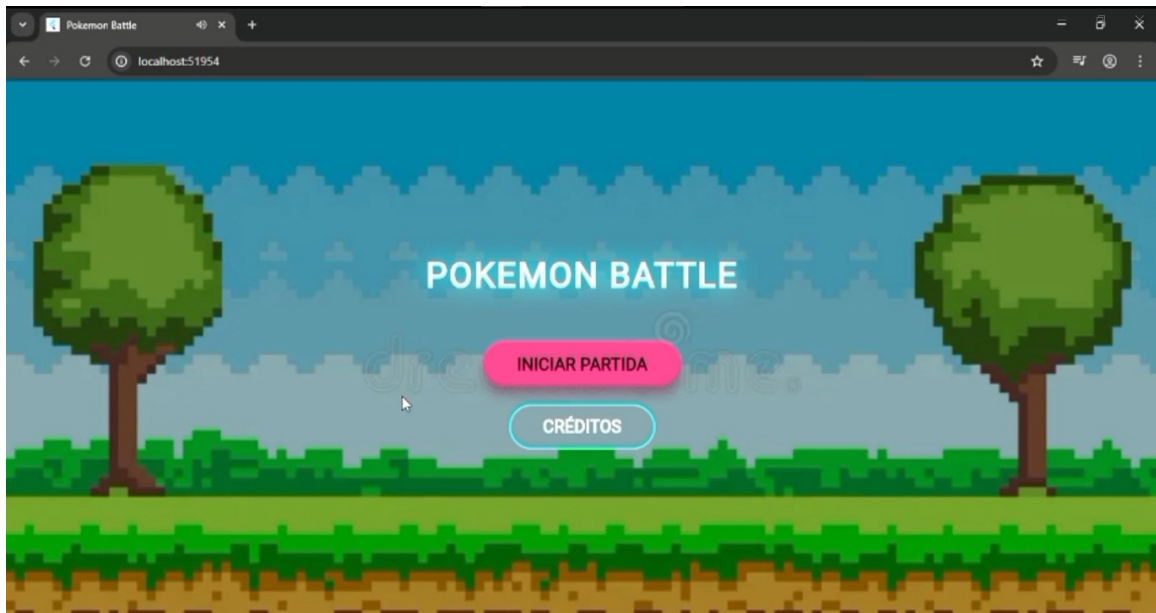 Pokemon Battle
localhost:51954
POKEMON BATTLE
INICIAR PARTIDA
CRÉDITOS